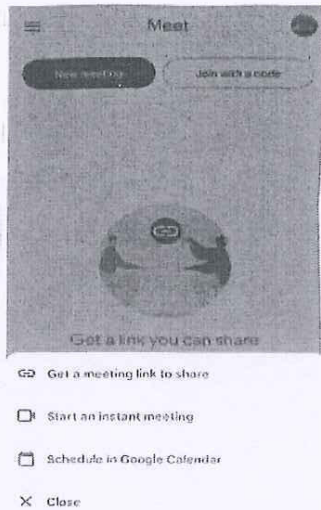 Meet
New meeting
Join with a code
Get a link you can share
Get a meeting link to share
Start an instant meeting
Schedule in Google Calendar
Close